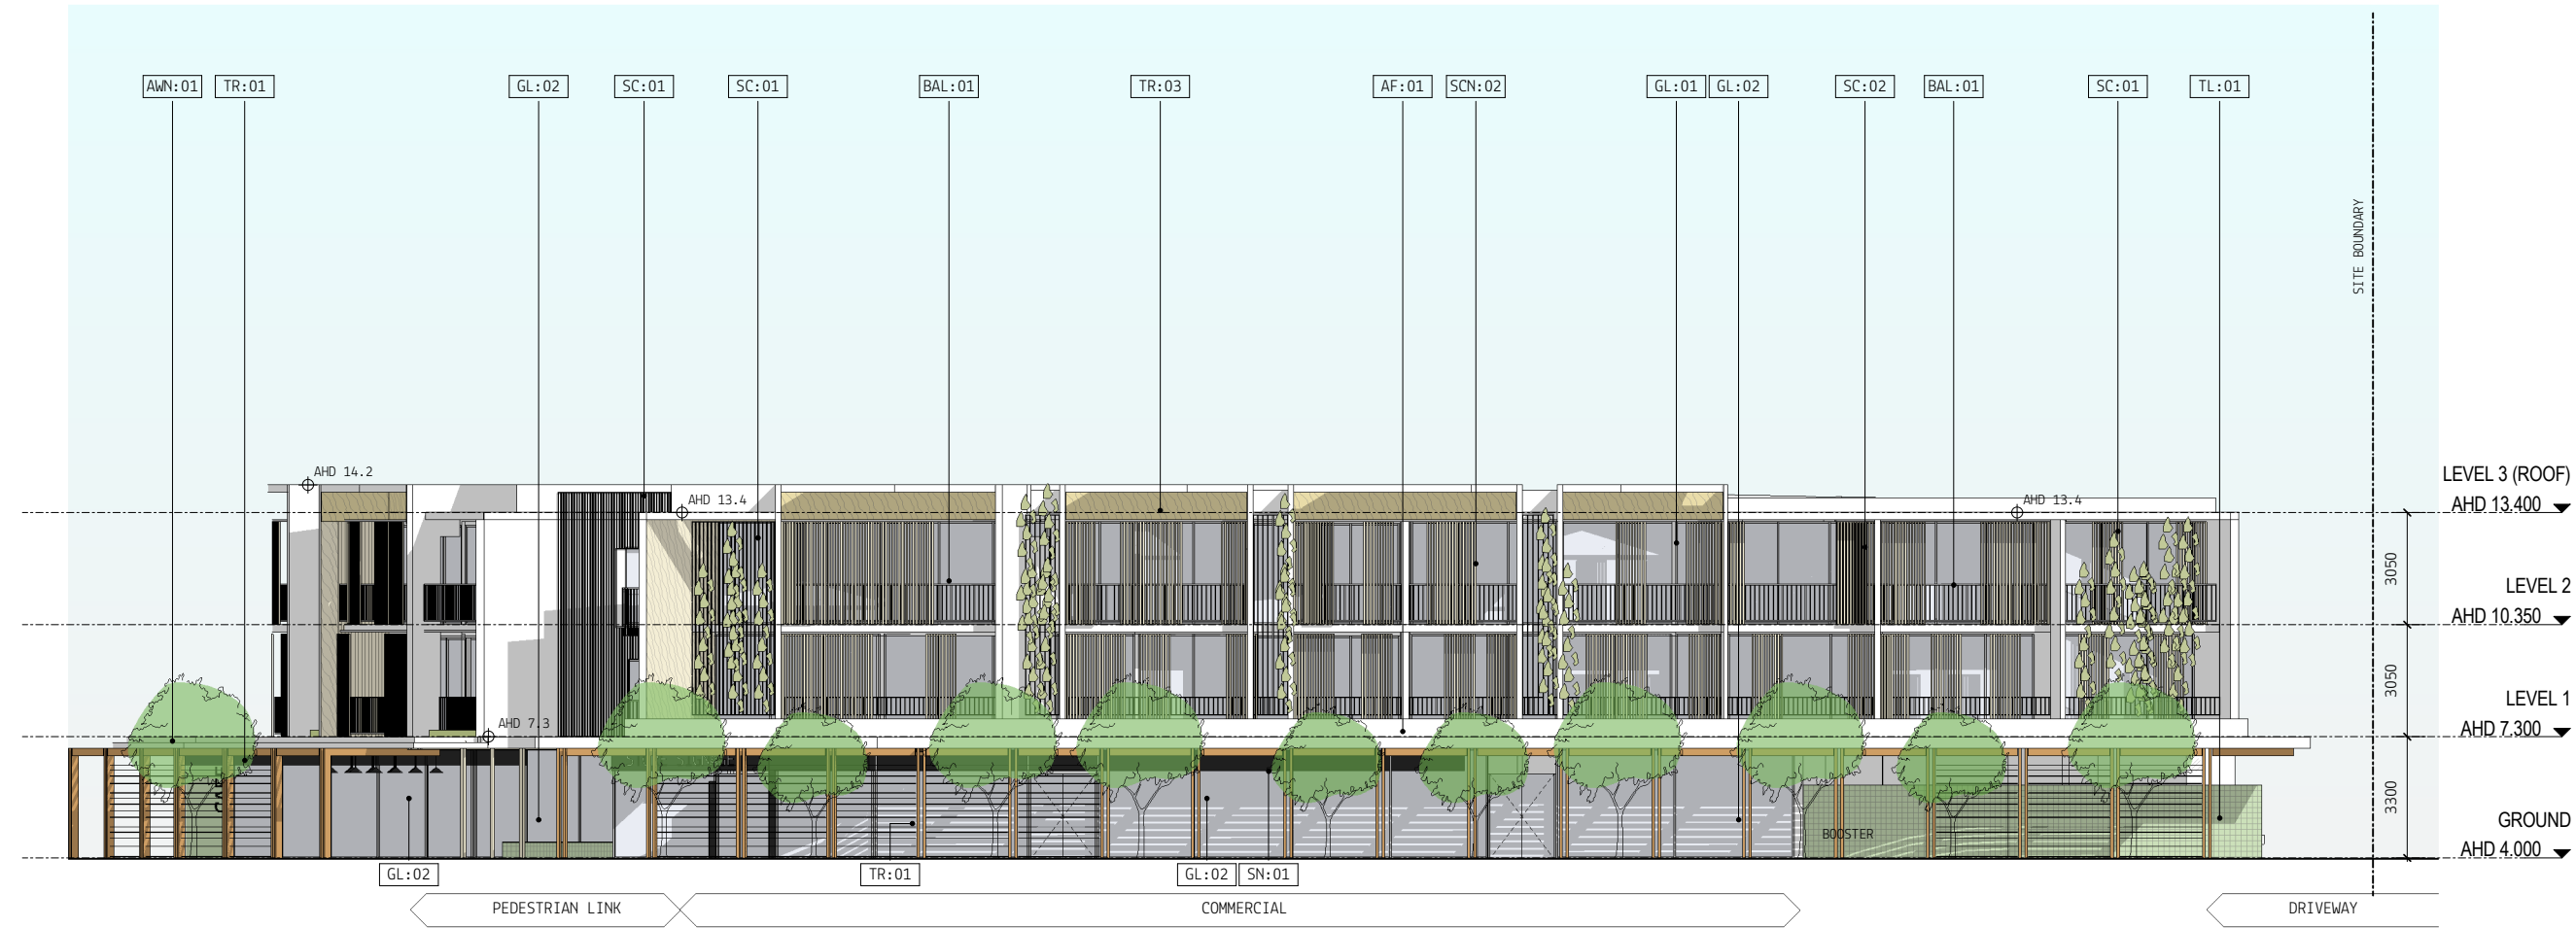 AWN:01
TR:01
GL:02
SC:01
SC:01
BAL:01
TR:03
AF:01
SCN:02
GL:01
GL:02
SC:02
BAL:01
SC:01
TL:01
SITE BOUNDARY
AHD 14.2
AHD 13.4
AHD 13.4
LEVEL 3 (ROOF)
AHD 13.400
3050
LEVEL 2
AHD 10.350
3050
LEVEL 1
AHD 7.300
AHD 7.3
3300
GROUND
AHD 4.000
BOOSTER
GL:02
TR:01
GL:02
SN:01
PEDESTRIAN LINK
COMMERCIAL
DRIVEWAY